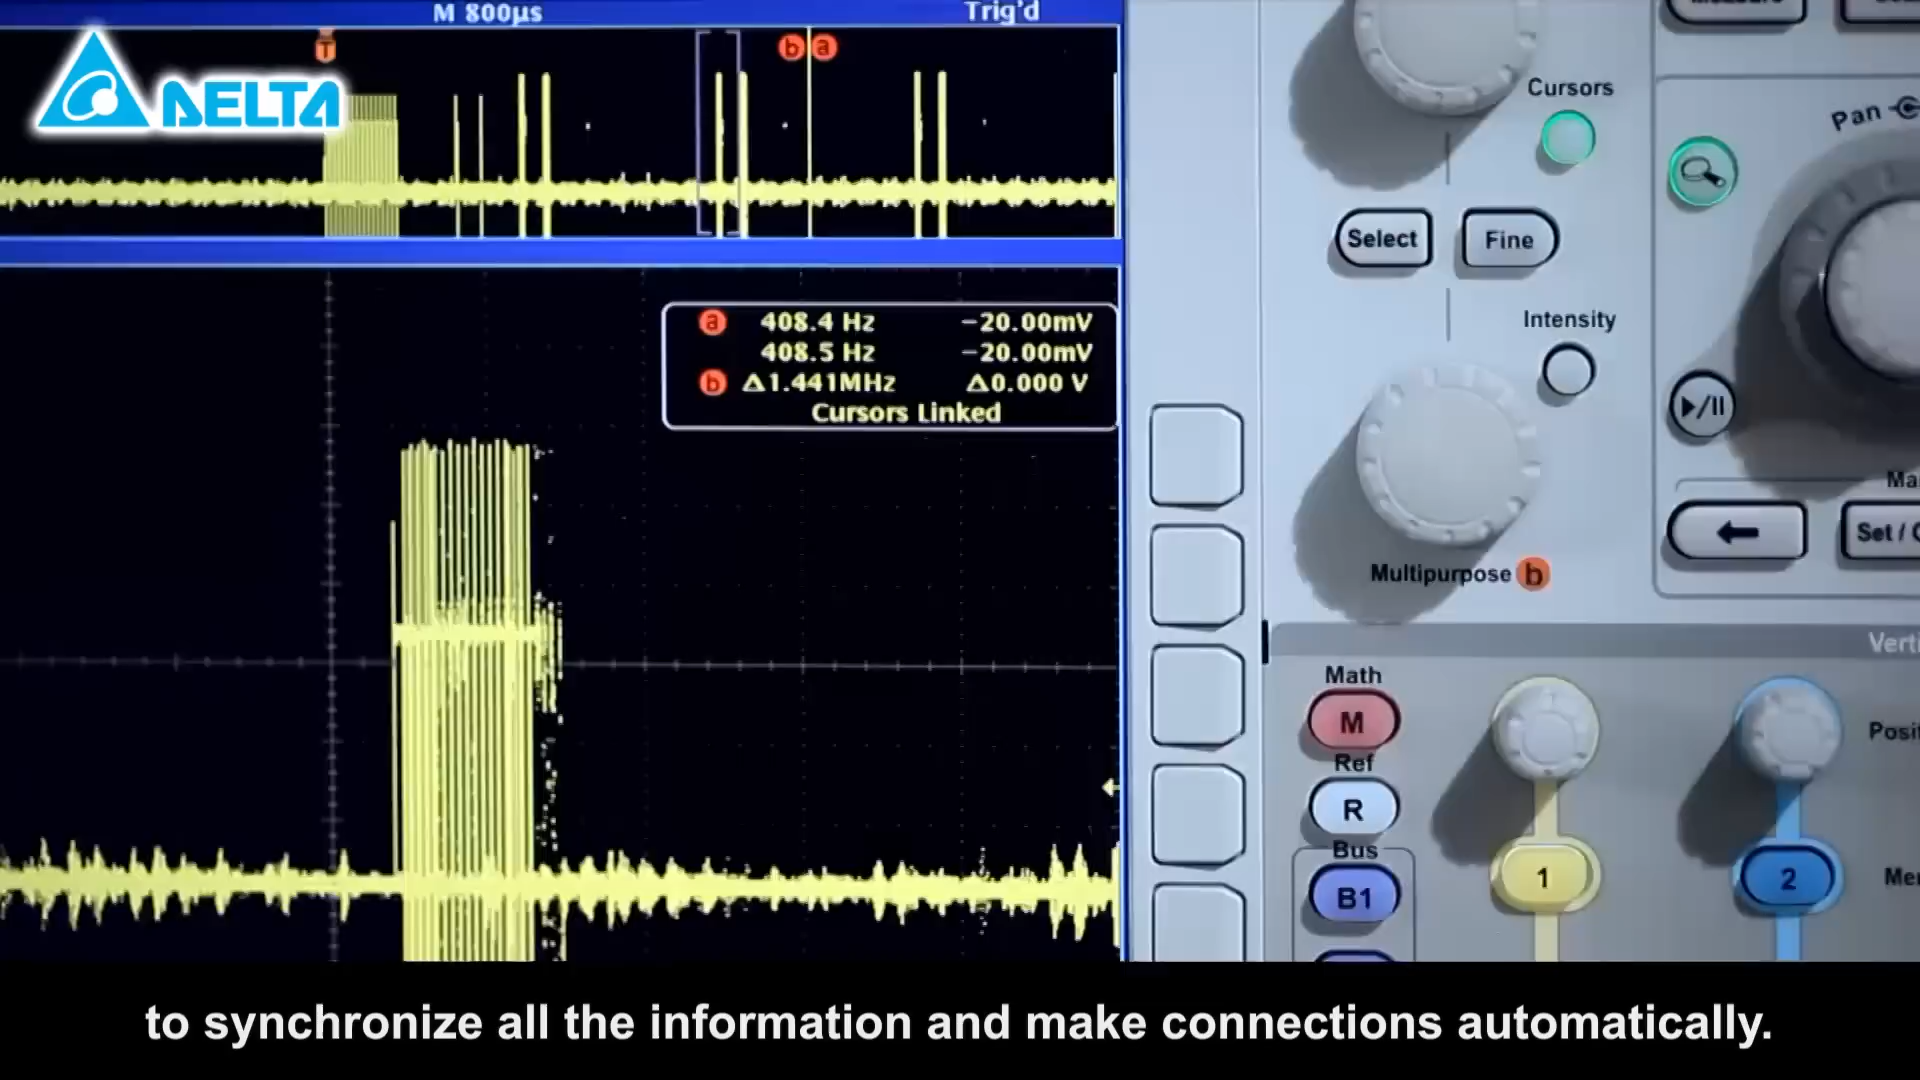 M 800µs
Trig'd
T
b a
DELTA
a 408.4 Hz -20.00mV
408.5 Hz -20.00mV
b Δ1.441MHz Δ0.000 V
Cursors Linked
Cursors
Pan
Select
Fine
Intensity
Multipurpose b
Set /
Math
M
Ref
R
Bus
B1
1
2
to synchronize all the information and make connections automatically.